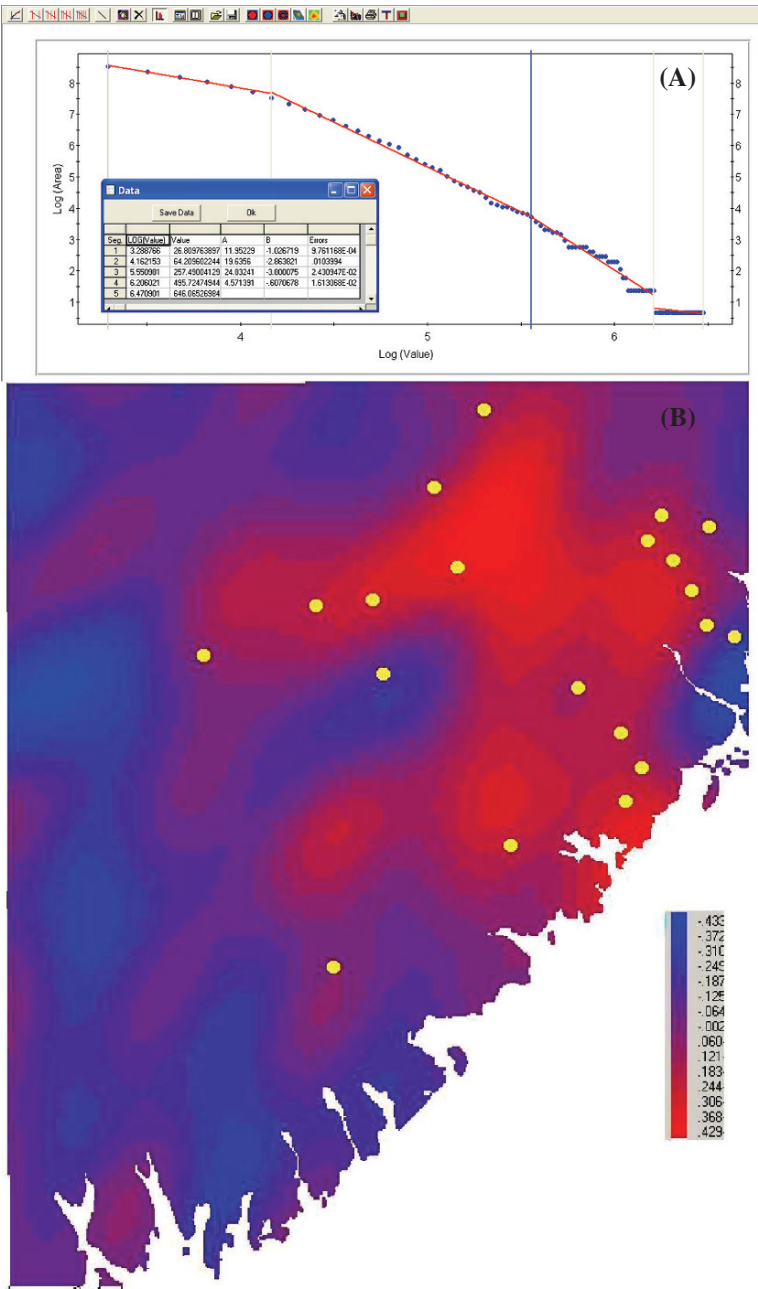 (A)
8
7
6
5
4
3
2
1
Log (Area)
8
7
6
5
4
3
2
1
4 5 6
Log (Value)
Data
Save Data Ok
Seg. LOG(Value) Value A B Errors
1 3.288766 26.809763897 11.95229 -1.026719 9.761168E-04
2 4.162153 64.209602244 19.6356 -2.863821 .0103994
3 5.550981 257.49004129 24.83241 -3.800075 2.430947E-02
4 6.206021 495.72474944 4.571391 -.6070678 1.613068E-02
5 6.470901 646.06526984
(B)
-.433
-.372
-.310
-.249
-.187
-.125
-.064
-.002
.060
.121
.183
.244
.306
.368
.429